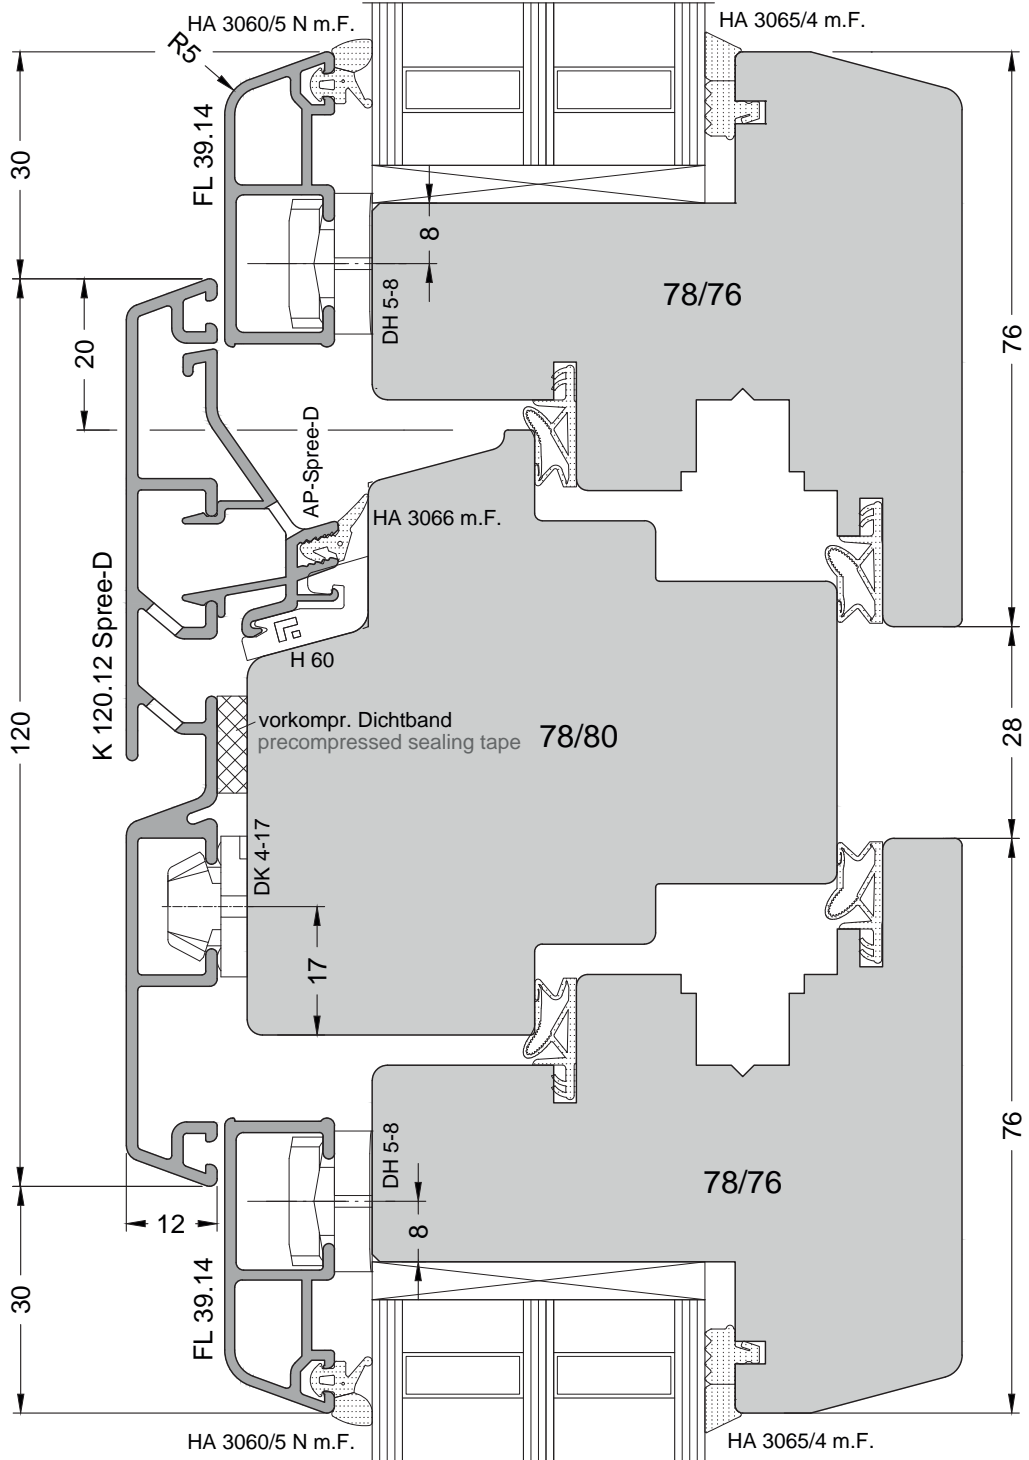 HA 3060/5 N m.F.
HA 3065/4 m.F.
R5
30
FL 39.14
8
DH 5-8
78/76
76
20
AP-Spree-D
HA 3066 m.F.
K 120.12 Spree-D
H 60
120
vorkompr. Dichtband
precompressed sealing tape
78/80
28
DK 4-17
17
DH 5-8
78/76
76
12
8
30
FL 39.14
HA 3060/5 N m.F.
HA 3065/4 m.F.